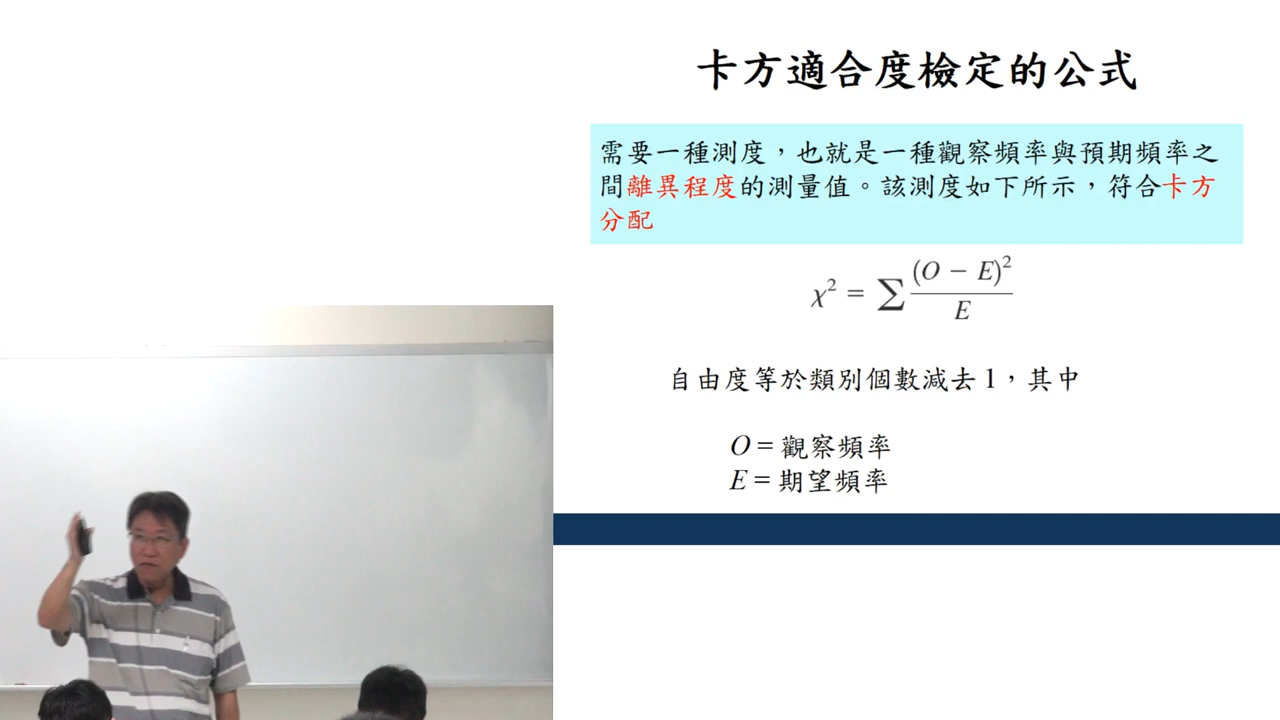 卡方適合度檢定的公式
需要一種測度，也就是一種觀察頻率與預期頻率之
間離異程度的測量值。該測度如下所示，符合卡方
分配
χ² = ∑ (O − E)² / E
自由度等於類別個數減去 1，其中
O = 觀察頻率
E = 期望頻率